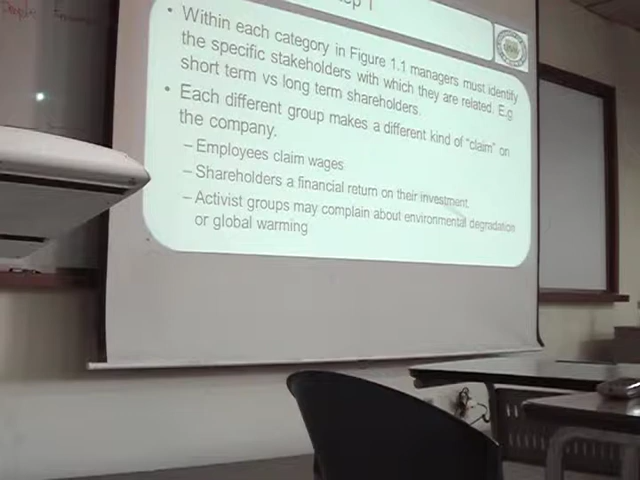 • Within each category in Figure 1.1 managers must identify
the specific stakeholders with which they are related. E.g
short term vs long term shareholders.
• Each different group makes a different kind of "claim" on
the company.
– Employees claim wages
– Shareholders a financial return on their investment.
– Activist groups may complain about environmental degradation
or global warming